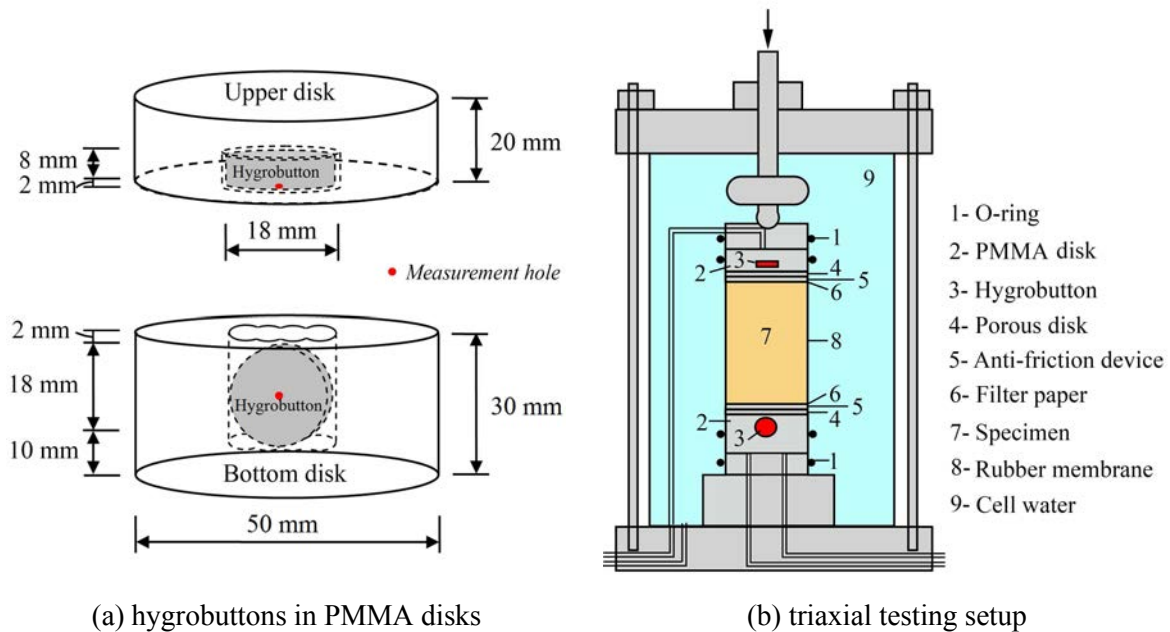 Upper disk
Hygrobutton
8 mm
2 mm
20 mm
18 mm
• Measurement hole
2 mm
18 mm
10 mm
Hygrobutton
30 mm
Bottom disk
50 mm
9
1
3
2
4
5
6
7
8
6
5
2
4
3
1
1- O-ring
2- PMMA disk
3- Hygrobutton
4- Porous disk
5- Anti-friction device
6- Filter paper
7- Specimen
8- Rubber membrane
9- Cell water
(a) hygrobuttons in PMMA disks
(b) triaxial testing setup